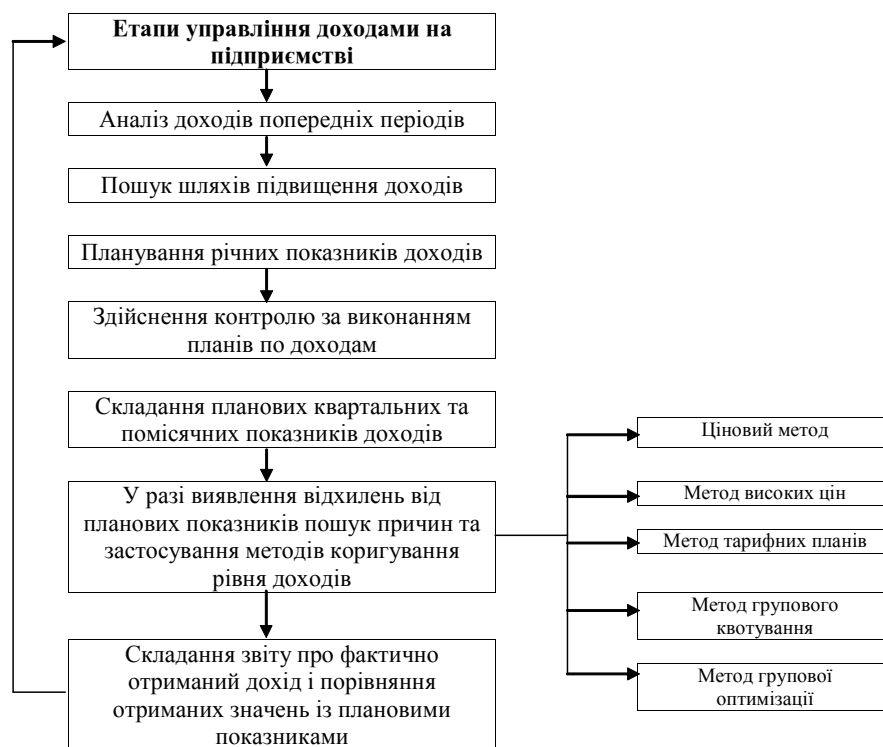 Етапи управління доходами на
підприємстві
Аналіз доходів попередніх періодів
Пошук шляхів підвищення доходів
Планування річних показників доходів
Здійснення контролю за виконанням
планів по доходам
Складання планових квартальних та
помісячних показників доходів
У разі виявлення відхилень від
планових показників пошук причин та
застосування методів коригування
рівня доходів
Складання звіту про фактично
отриманий дохід і порівняння
отриманих значень із плановими
показниками
Ціновий метод
Метод високих цін
Метод тарифних планів
Метод групового
квотування
Метод групової
оптимізації